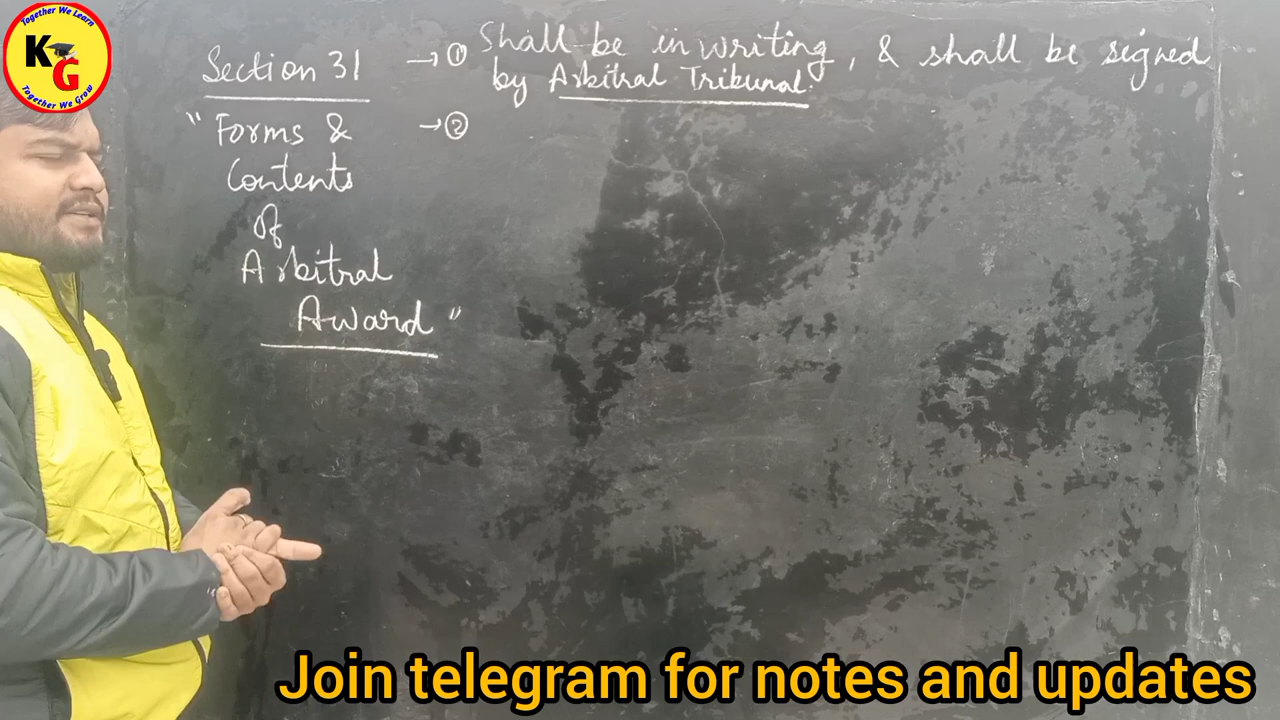 Together We Learn
KG
Together We Grow
Section 31
"Forms &
Contents
of
Arbitral
Award"
→ ① Shall be in writing, & shall be signed
by Arbitral Tribunal.
→ ②
Join telegram for notes and updates